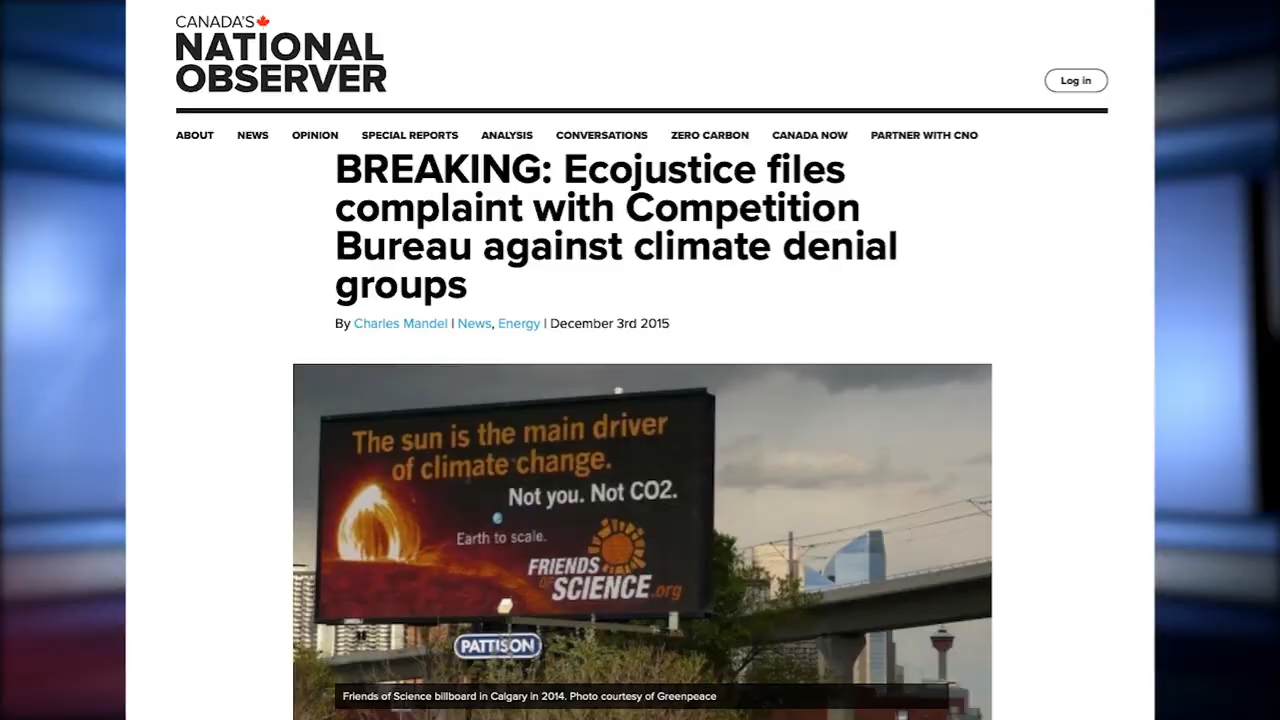 CANADA'S
NATIONAL
OBSERVER
Log in
ABOUT NEWS OPINION SPECIAL REPORTS ANALYSIS CONVERSATIONS ZERO CARBON CANADA NOW PARTNER WITH CNO
BREAKING: Ecojustice files
complaint with Competition
Bureau against climate denial
groups
By Charles Mandel | News, Energy | December 3rd 2015
The sun is the main driver
of climate change.
Not you. Not CO2.
Earth to scale.
FRIENDS
OF SCIENCE.org
PATTISON
Friends of Science billboard in Calgary in 2014. Photo courtesy of Greenpeace